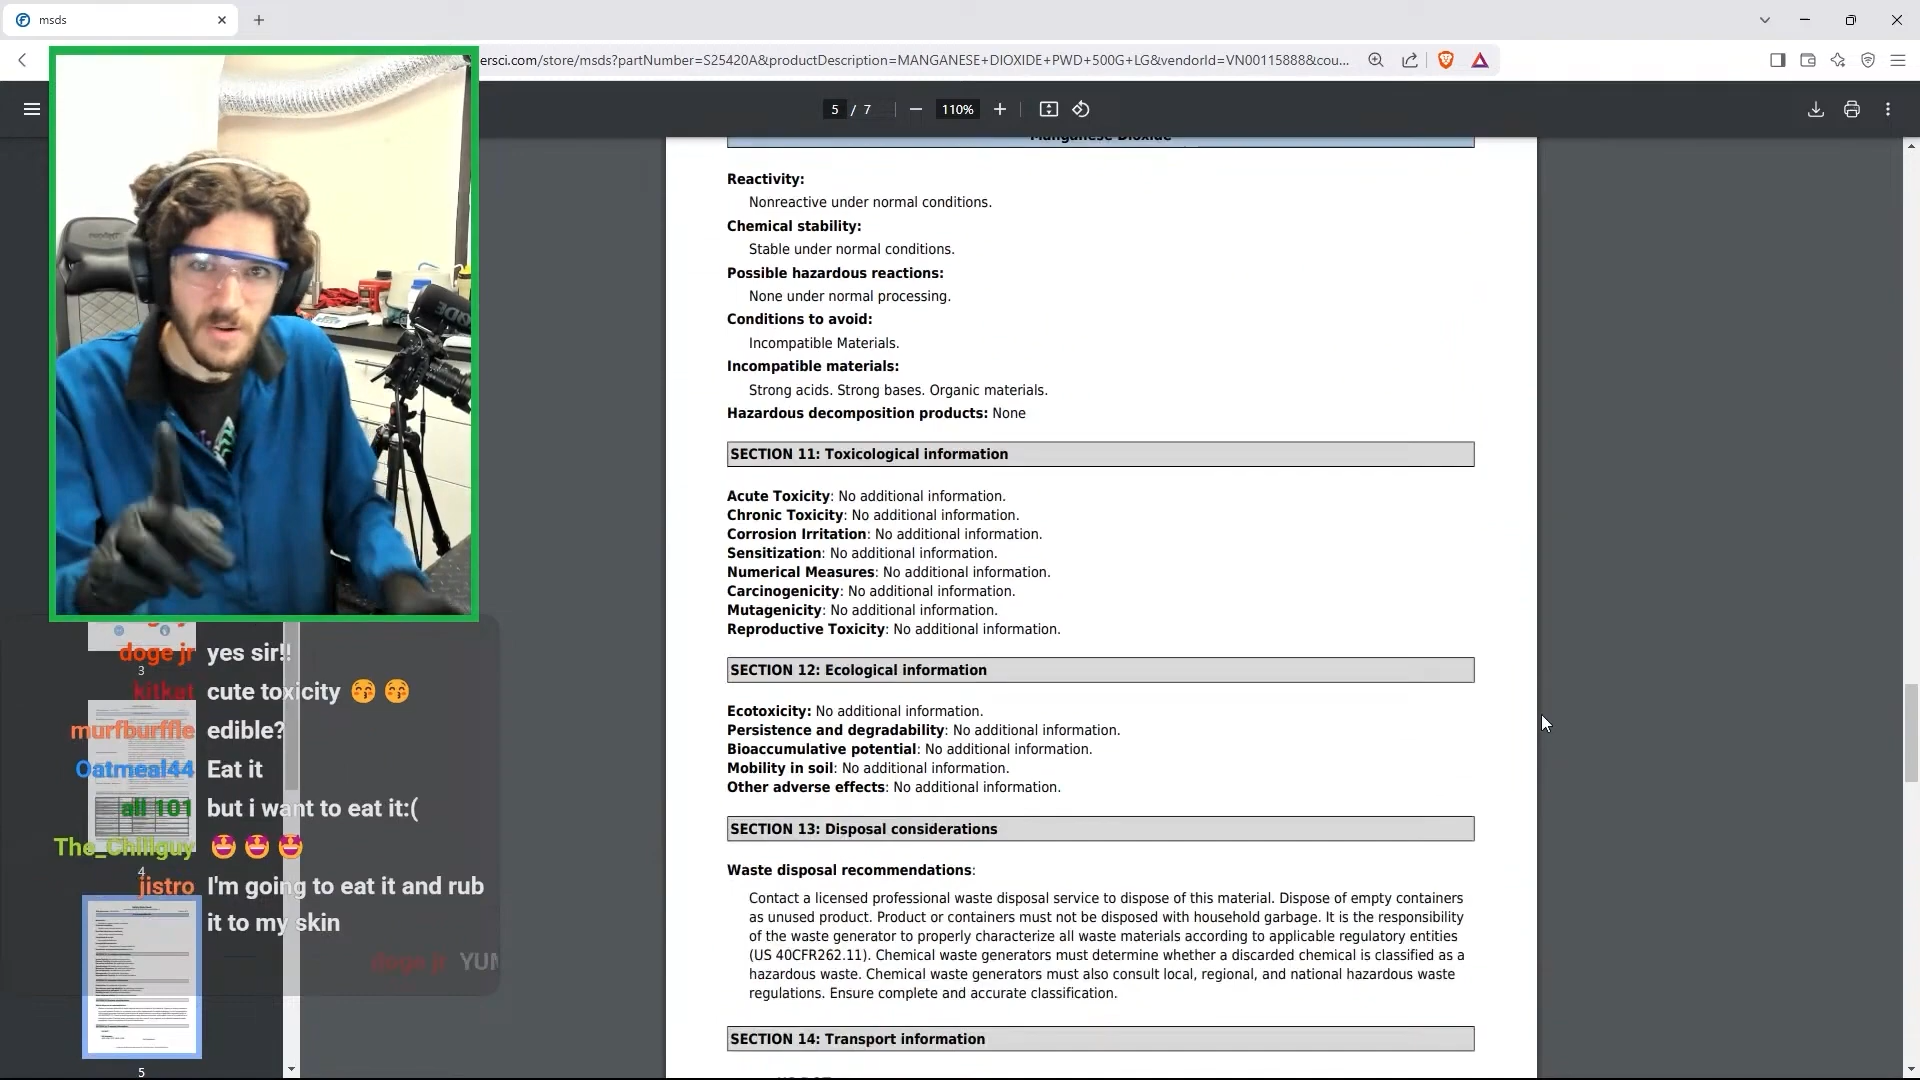 msds
ersci.com/store/msds?partNumber=S25420A&productDescription=MANGANESE+DIOXIDE+PWD+500G+LG&vendorId=VN00115888&cou...
5 / 7
110%
Manganese Dioxide
Reactivity:
Nonreactive under normal conditions.
Chemical stability:
Stable under normal conditions.
Possible hazardous reactions:
None under normal processing.
Conditions to avoid:
Incompatible Materials.
Incompatible materials:
Strong acids. Strong bases. Organic materials.
Hazardous decomposition products: None
SECTION 11: Toxicological information
Acute Toxicity: No additional information.
Chronic Toxicity: No additional information.
Corrosion Irritation: No additional information.
Sensitization: No additional information.
Numerical Measures: No additional information.
Carcinogenicity: No additional information.
Mutagenicity: No additional information.
Reproductive Toxicity: No additional information.
SECTION 12: Ecological information
Ecotoxicity: No additional information.
Persistence and degradability: No additional information.
Bioaccumulative potential: No additional information.
Mobility in soil: No additional information.
Other adverse effects: No additional information.
SECTION 13: Disposal considerations
Waste disposal recommendations:
Contact a licensed professional waste disposal service to dispose of this material. Dispose of empty containers
as unused product. Product or containers must not be disposed with household garbage. It is the responsibility
of the waste generator to properly characterize all waste materials according to applicable regulatory entities
(US 40CFR262.11). Chemical waste generators must determine whether a discarded chemical is classified as a
hazardous waste. Chemical waste generators must also consult local, regional, and national hazardous waste
regulations. Ensure complete and accurate classification.
SECTION 14: Transport information
doge jr yes sir!!
3
kitkat cute toxicity 😚 😚
murfburffle edible?
Oatmeal44 Eat it
all 101 but i want to eat it:(
The_Chillguy 🤩 🤩 🤩
4
jistro I'm going to eat it and rub
it to my skin
doge jr YUM
5